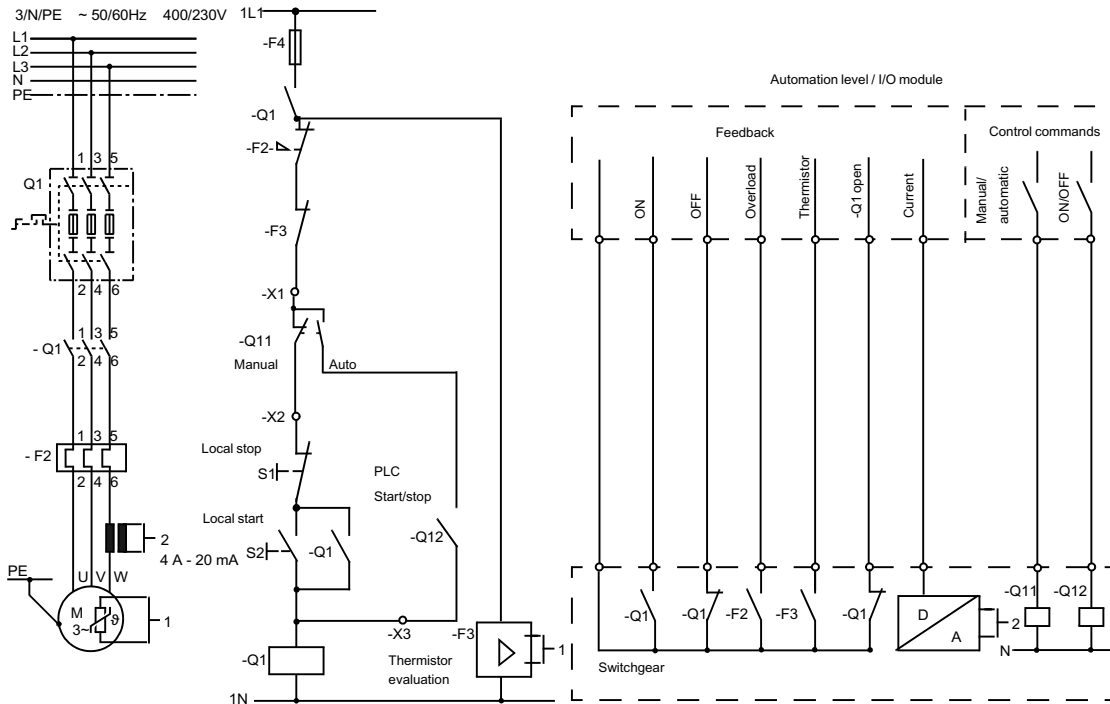 3/N/PE ~ 50/60Hz 400/230V
L1
L2
L3
N
PE
1 3 5
Q1
2 4 6
1 3 5
- Q1
2 4 6
1 3 5
- F2
2 4 6
2
4 A - 20 mA
PE
U V W
M
3~
ϑ
1
1L1
-F4
-Q1
-F2-
-F3
-X1
-Q11
Manual
Auto
-X2
Local stop
S1
PLC
Start/stop
Local start
S2
-Q1
-Q12
-X3
-F3
-Q1
Thermistor
evaluation
1
1N
Automation level / I/O module
Feedback
Control commands
ON
OFF
Overload
Thermistor
-Q1 open
Current
Manual/
automatic
ON/OFF
-Q1
-Q1
-F2
-F3
-Q1
D
A
2
-Q11
-Q12
N
Switchgear